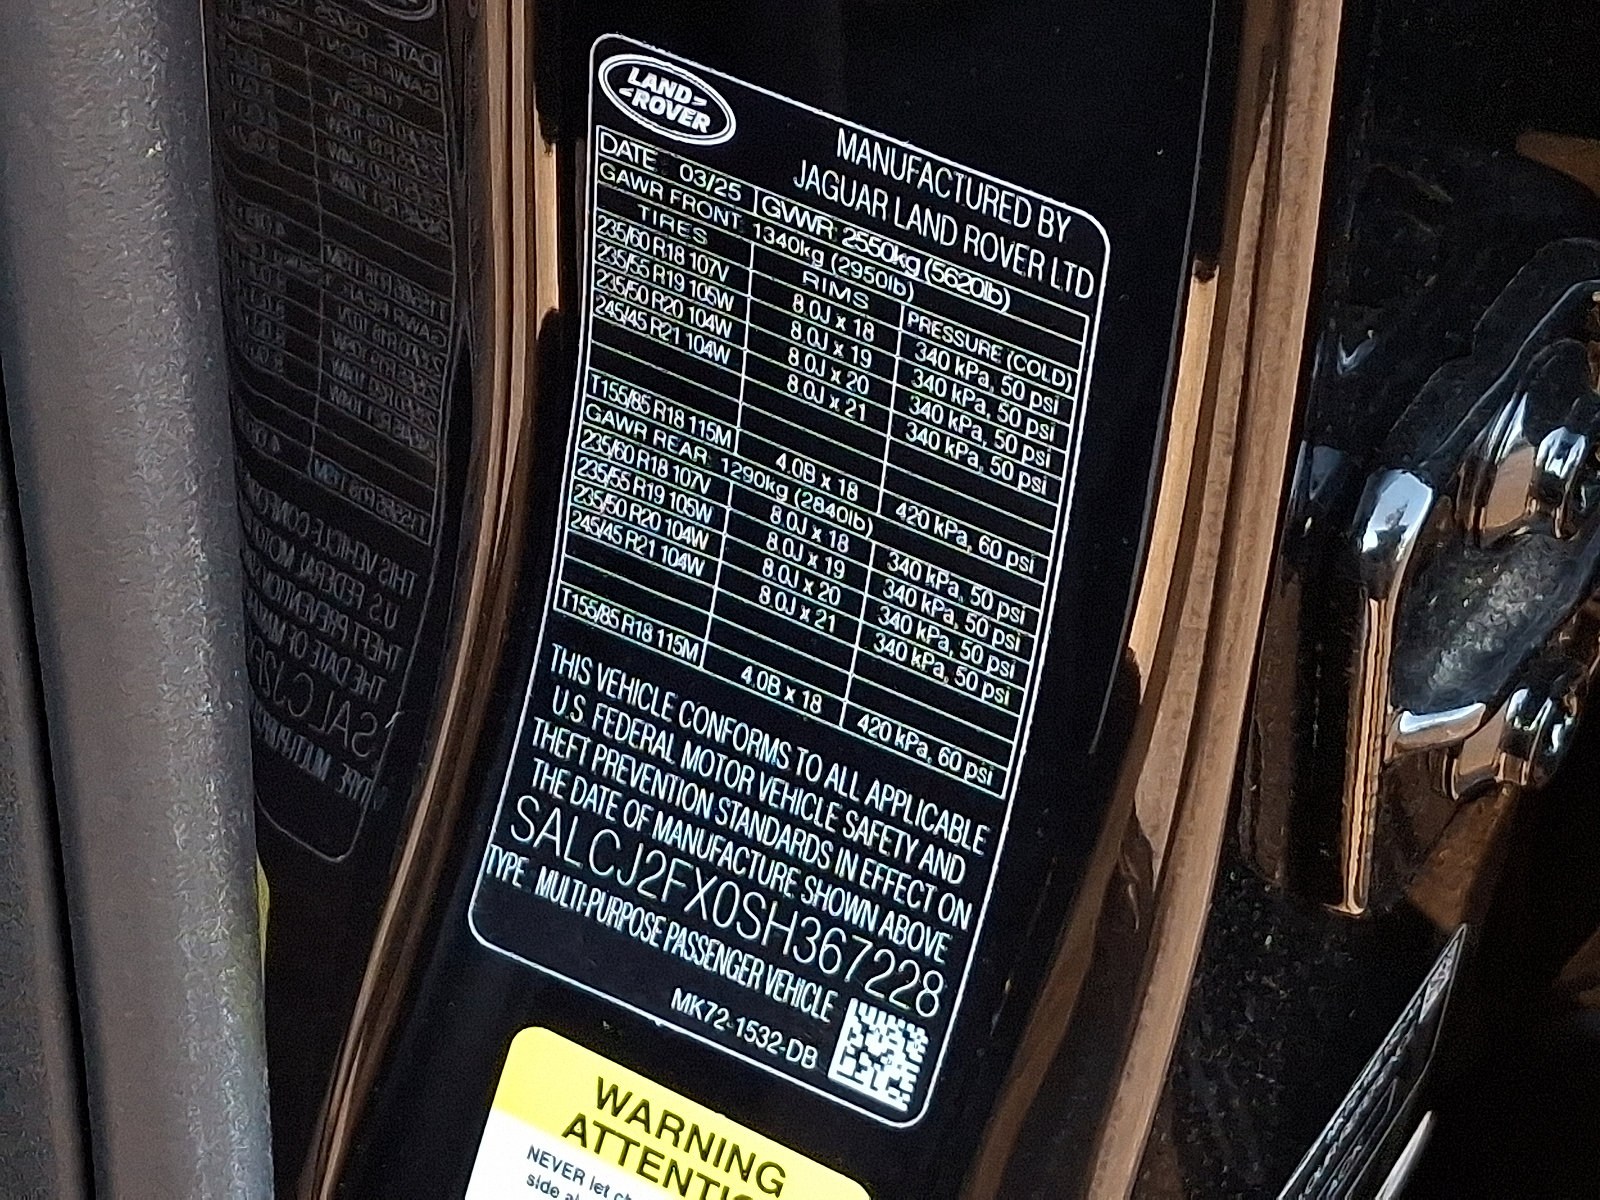 LAND ROVER
MANUFACTURED BY
JAGUAR LAND ROVER LTD
DATE: 03/25 GVWR: 2550kg (5620lb)
GAWR FRONT: 1340kg (2950lb)
TIRES RIMS PRESSURE (COLD)
235/60 R18 107V 8.0J x 18 340 kPa, 50 psi
235/55 R19 105W 8.0J x 19 340 kPa, 50 psi
235/50 R20 104W 8.0J x 20 340 kPa, 50 psi
245/45 R21 104W 8.0J x 21 340 kPa, 50 psi
T155/85 R18 115M 4.0B x 18 420 kPa, 60 psi
GAWR REAR: 1290kg (2840lb)
235/60 R18 107V 8.0J x 18 340 kPa, 50 psi
235/55 R19 105W 8.0J x 19 340 kPa, 50 psi
235/50 R20 104W 8.0J x 20 340 kPa, 50 psi
245/45 R21 104W 8.0J x 21 340 kPa, 50 psi
T155/85 R18 115M 4.0B x 18 420 kPa, 60 psi
THIS VEHICLE CONFORMS TO ALL APPLICABLE
U.S. FEDERAL MOTOR VEHICLE SAFETY AND
THEFT PREVENTION STANDARDS IN EFFECT ON
THE DATE OF MANUFACTURE SHOWN ABOVE
SALCJ2FX0SH367228
TYPE: MULTI-PURPOSE PASSENGER VEHICLE
MK72-1532-DB
WARNING
ATTENTIO
NEVER let ch
side a